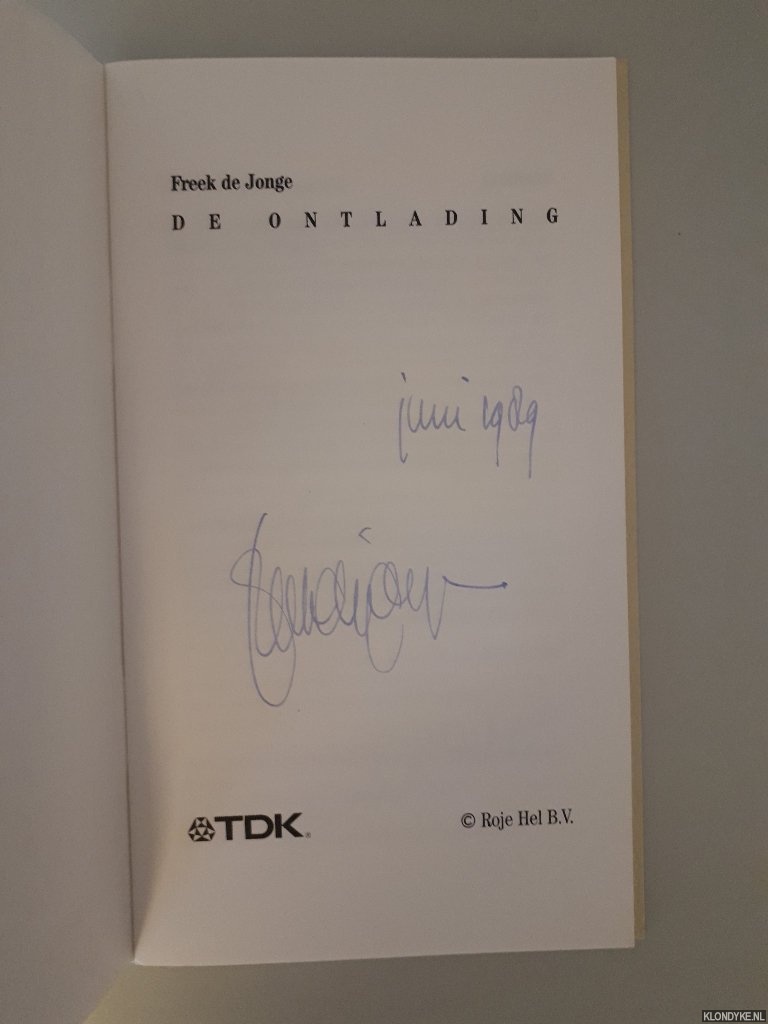 Freek de Jonge
DE ONTLADING
juni 1989
TDK®
© Roje Hel B.V.
KLONDYKE.NL